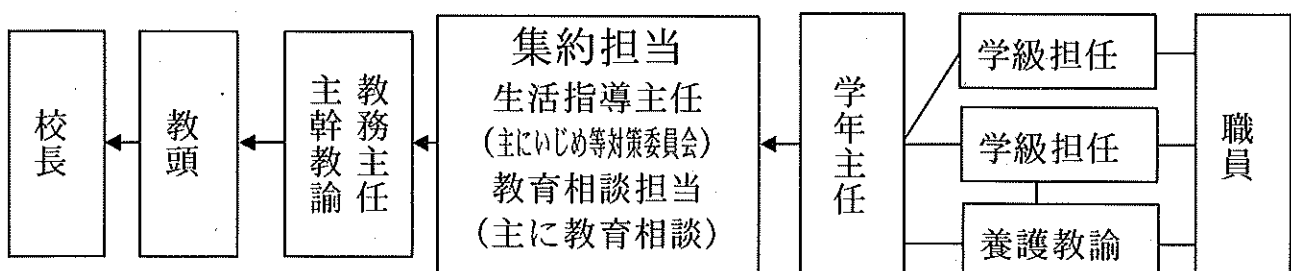 校長
教頭
教務主任
主幹教諭
集約担当
生活指導主任
(主にいじめ等対策委員会)
教育相談担当
(主に教育相談)
学年主任
学級担任
学級担任
養護教諭
職員